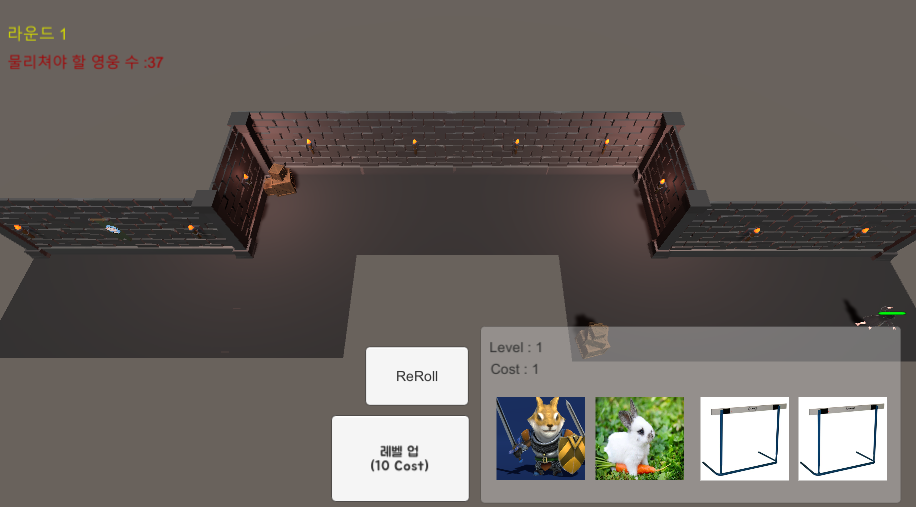 라운드 1
물리쳐야 할 영웅 수 :37
Level : 1
Cost : 1
ReRoll
레벨 업
(10 Cost)